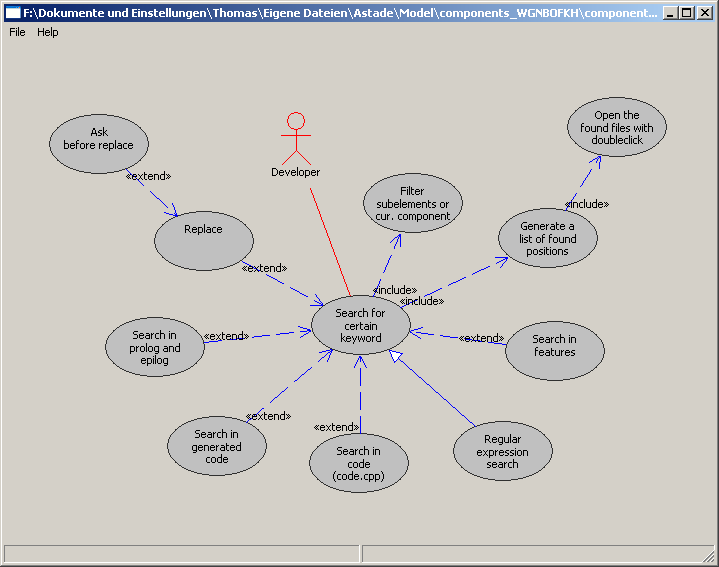 F:\Dokumente und Einstellungen\Thomas\Eigene Dateien\Astade\Model\components_WGNBOFKH\component...
File Help
Ask
before replace
Open the
found files with
doubleclick
Developer
«extend»
Filter
subelements or
cur. component
«include»
Replace
Generate a
list of found
positions
«extend»
«include»
«include»
Search for
certain
keyword
Search in
prolog and
epilog
«extend»
«extend»
Search in
features
«extend»
«extend»
Search in
generated
code
Search in
code
(code.cpp)
Regular
expression
search